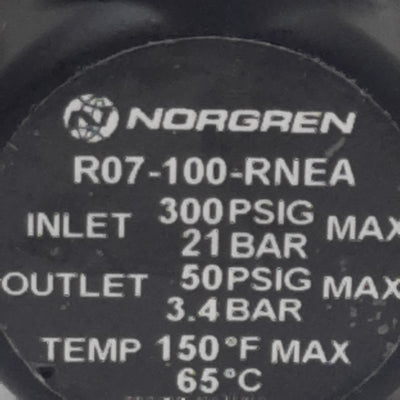 NORGREN
R07-100-RNEA
INLET 300 PSIG MAX
21 BAR
OUTLET 50 PSIG MAX
3.4 BAR
TEMP 150°F MAX
65°C